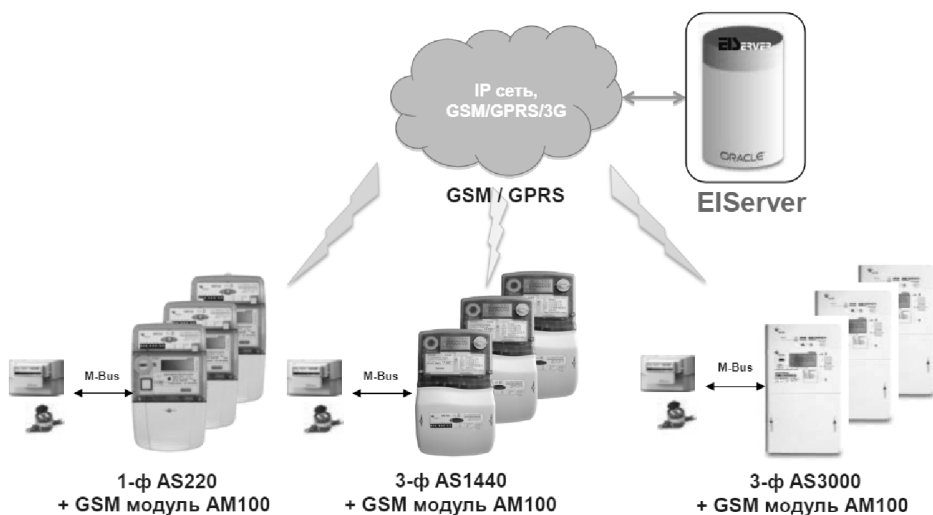 EISERVER
IP сеть,
GSM/GPRS/3G
ORACLE
GSM / GPRS
EIServer
M-Bus
M-Bus
M-Bus
1-ф AS220
+ GSM модуль AM100
3-ф AS1440
+ GSM модуль AM100
3-ф AS3000
+ GSM модуль AM100